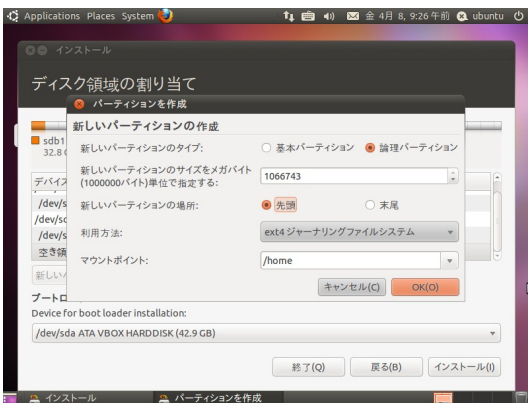 Applications Places System 金 4月 8, 9:26 午前 ubuntu
インストール
ディスク領域の割り当て
パーティションを作成
新しいパーティションの作成
sdb1
32.8
新しいパーティションのタイプ: 基本パーティション 論理パーティション
新しいパーティションのサイズをメガバイト
(1000000バイト)単位で指定する: 1066743
デバイス
新しいパーティションの場所: 先頭 末尾
/dev/s
/dev/sd
利用方法: ext4 ジャーナリングファイルシステム
/dev/s
空き領
マウントポイント: /home
新しい
キャンセル(C) OK(O)
ブートロ
Device for boot loader installation:
/dev/sda ATA VBOX HARDDISK (42.9 GB)
終了(Q) 戻る(B) インストール(I)
インストール パーティションを作成